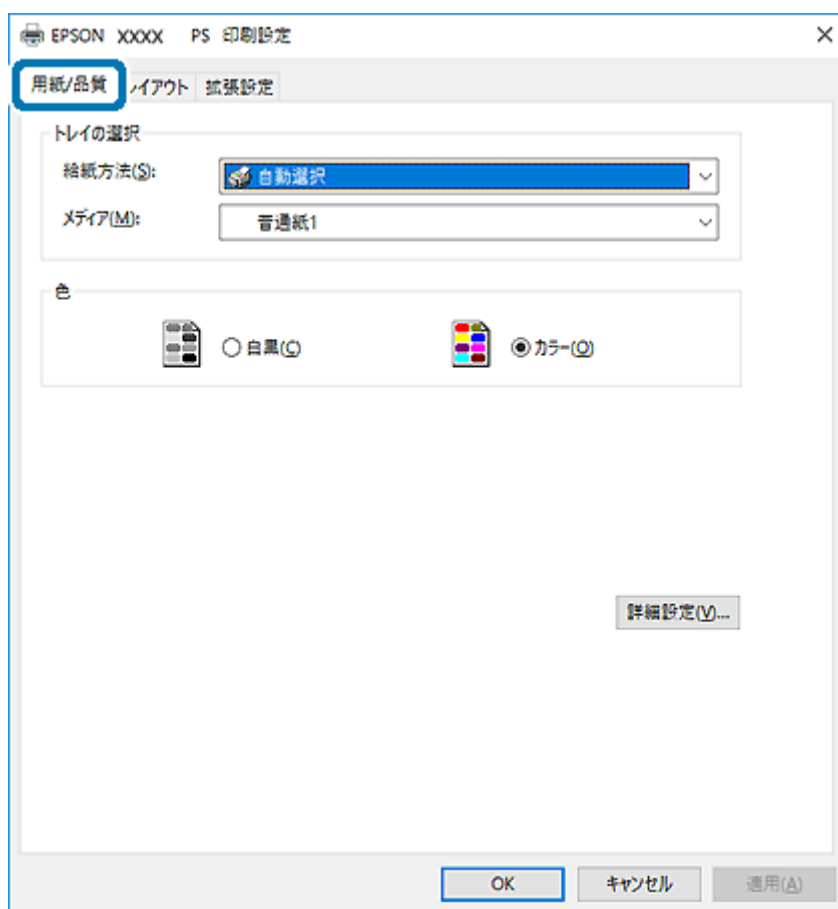 EPSON XXXX PS 印刷設定
用紙/品質 レイアウト 拡張設定
トレイの選択
給紙方法(S): 自動選択
メディア(M): 普通紙1
色
白黒(C) カラー(O)
詳細設定(V)...
OK キャンセル 適用(A)